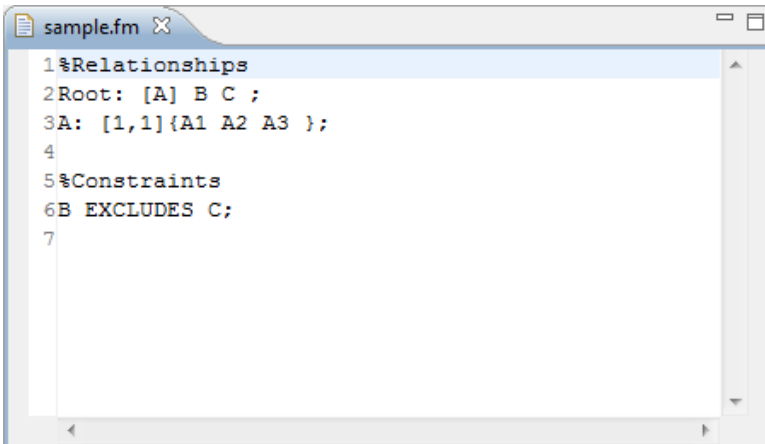 sample.fm
1%Relationships
2Root: [A] B C ;
3A: [1,1]{A1 A2 A3 };
4
5%Constraints
6B EXCLUDES C;
7